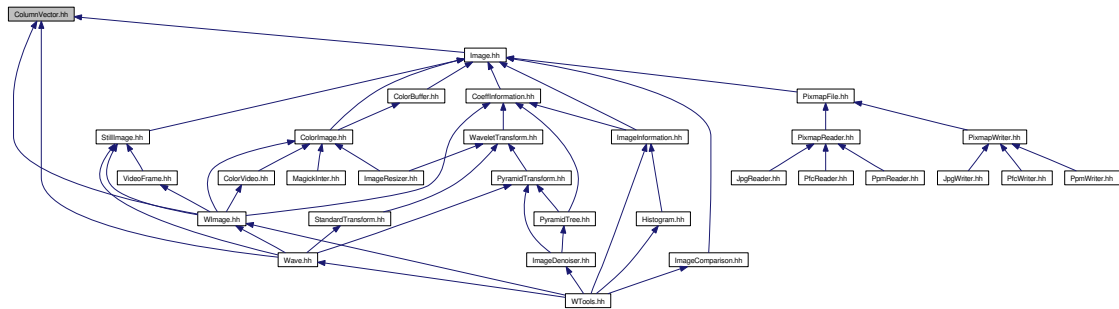 ColumnVector.hh
Image.hh
ColorBuffer.hh
CoeffInformation.hh
PixmapFile.hh
StillImage.hh
ColorImage.hh
WaveletTransform.hh
ImageInformation.hh
PixmapReader.hh
PixmapWriter.hh
VideoFrame.hh
ColorVideo.hh
MagickInter.hh
ImageResizer.hh
PyramidTransform.hh
JpgReader.hh
PfcReader.hh
PpmReader.hh
JpgWriter.hh
PfcWriter.hh
PpmWriter.hh
WImage.hh
StandardTransform.hh
PyramidTree.hh
Histogram.hh
Wave.hh
ImageDenoiser.hh
ImageComparison.hh
WTools.hh